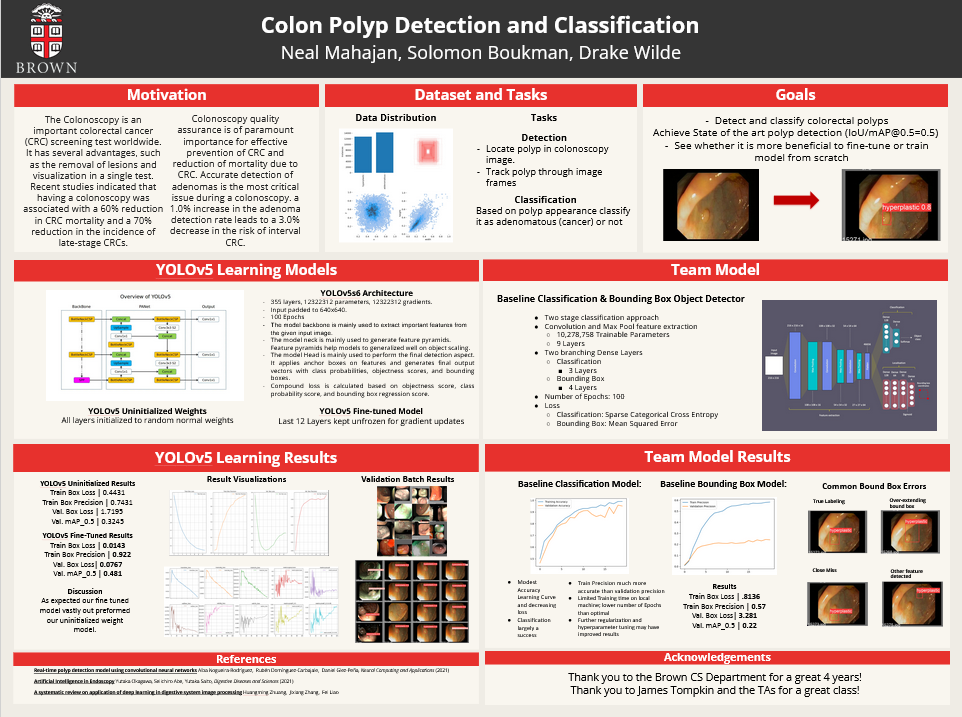 Colon Polyp Detection and Classification
Neal Mahajan, Solomon Boukman, Drake Wilde
BROWN
Motivation
The Colonoscopy is an
important colorectal cancer
(CRC) screening test worldwide.
It has several advantages, such
as the removal of lesions and
visualization in a single test.
Recent studies indicated that
having a colonoscopy was
associated with a 60% reduction
in CRC mortality and a 70%
reduction in the incidence of
late-stage CRCs.
Colonoscopy quality
assurance is of paramount
importance for effective
prevention of CRC and
reduction of mortality due to
CRC. Accurate detection of
adenomas is the most critical
issue during a colonoscopy. a
1.0% increase in the adenoma
detection rate leads to a 3.0%
decrease in the risk of interval
CRC.
Dataset and Tasks
Data Distribution
Tasks
Detection
- Locate polyp in colonoscopy
image.
- Track polyp through image
frames
Classification
Based on polyp appearance classify
it as adenomatous (cancer) or not
Goals
- Detect and classify colorectal polyps
Achieve State of the art polyp detection (IoU/mAP@0.5=0.5)
- See whether it is more beneficial to fine-tune or train
model from scratch
hyperplastic 0.8
YOLOv5 Learning Models
Overview of YOLOv5
Backbone
PANet
Output
YOLOv5s6 Architecture
- 355 layers, 12322312 parameters, 12322312 gradients.
- Input padded to 640x640.
- 100 Epochs
- The model backbone is mainly used to extract important features from
the given input image.
- The model neck is mainly used to generate feature pyramids.
Feature pyramids help models to generalized well on object scaling.
- The model Head is mainly used to perform the final detection aspect.
It applies anchor boxes on features and generates final output
vectors with class probabilities, objectness scores, and bounding
boxes.
- Compound loss is calculated based on objectness score, class
probability score, and bounding box regression score.
YOLOv5 Uninitialized Weights
All layers initialized to random normal weights
YOLOv5 Fine-tuned Model
Last 12 Layers kept unfrozen for gradient updates
Team Model
Baseline Classification & Bounding Box Object Detector
● Two stage classification approach
● Convolution and Max Pool feature extraction
○ 10,278,758 Trainable Parameters
○ 9 Layers
● Two branching Dense Layers
○ Classification
■ 3 Layers
○ Bounding Box
■ 4 Layers
● Number of Epochs: 100
● Loss
○ Classification: Sparse Categorical Cross Entropy
○ Bounding Box: Mean Squared Error
YOLOv5 Learning Results
YOLOv5 Uninitialized Results
Train Box Loss | 0.4431
Train Box Precision | 0.7431
Val. Box Loss | 1.7195
Val. mAP_0.5 | 0.3245
YOLOv5 Fine-Tuned Results
Train Box Loss | 0.0143
Train Box Precision | 0.922
Val. Box Loss| 0.0767
Val. mAP_0.5 | 0.481
Discussion
As expected our fine tuned
model vastly out preformed
our uninitialized weight
model.
Result Visualizations
Validation Batch Results
Team Model Results
Baseline Classification Model:
● Modest
Accuracy
Learning Curve
and decreasing
loss
● Classification
largely a
success
● Train Precision much more
accurate than validation precision
● Limited Training time on local
machine; lower number of Epochs
than optimal
● Further regularization and
hyperparameter tuning may have
improved results
Baseline Bounding Box Model:
Results
Train Box Loss | .8136
Train Box Precision | 0.57
Val. Box Loss| 3.281
Val. mAP_0.5 | 0.22
Common Bound Box Errors
True Labeling
Over-extending
bound box
Close Miss
Other feature
detected
References
Real-time polyp detection model using convolutional neural networks Alba Nogueira-Rodríguez, Rubén Domínguez-Carbajales, Daniel Glez-Peña, Neural Computing and Applications (2021)
Artificial Intelligence in Endoscopy Yutaka Okagawa, Seiichiro Abe, Yutaka Saito, Digestive Diseases and Sciences (2021)
A systematic review on application of deep learning in digestive system image processing Huangming Zhuang, Jixiang Zhang, Fei Liao
Acknowledgements
Thank you to the Brown CS Department for a great 4 years!
Thank you to James Tompkin and the TAs for a great class!